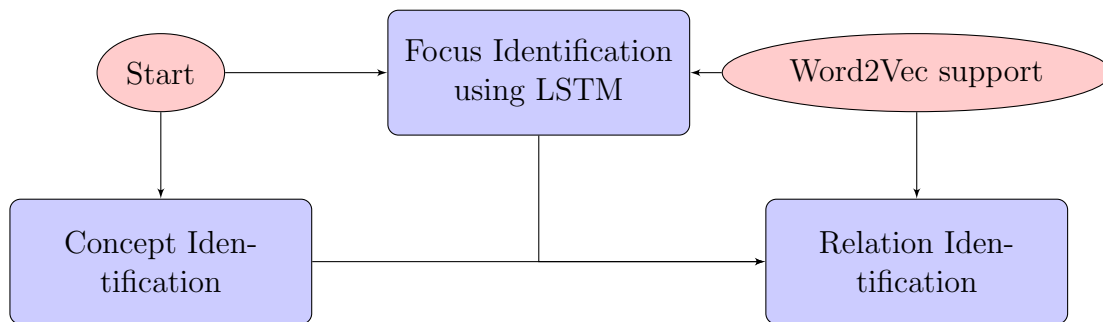 Start
Focus Identification
using LSTM
Word2Vec support
Concept Iden-
tification
Relation Iden-
tification